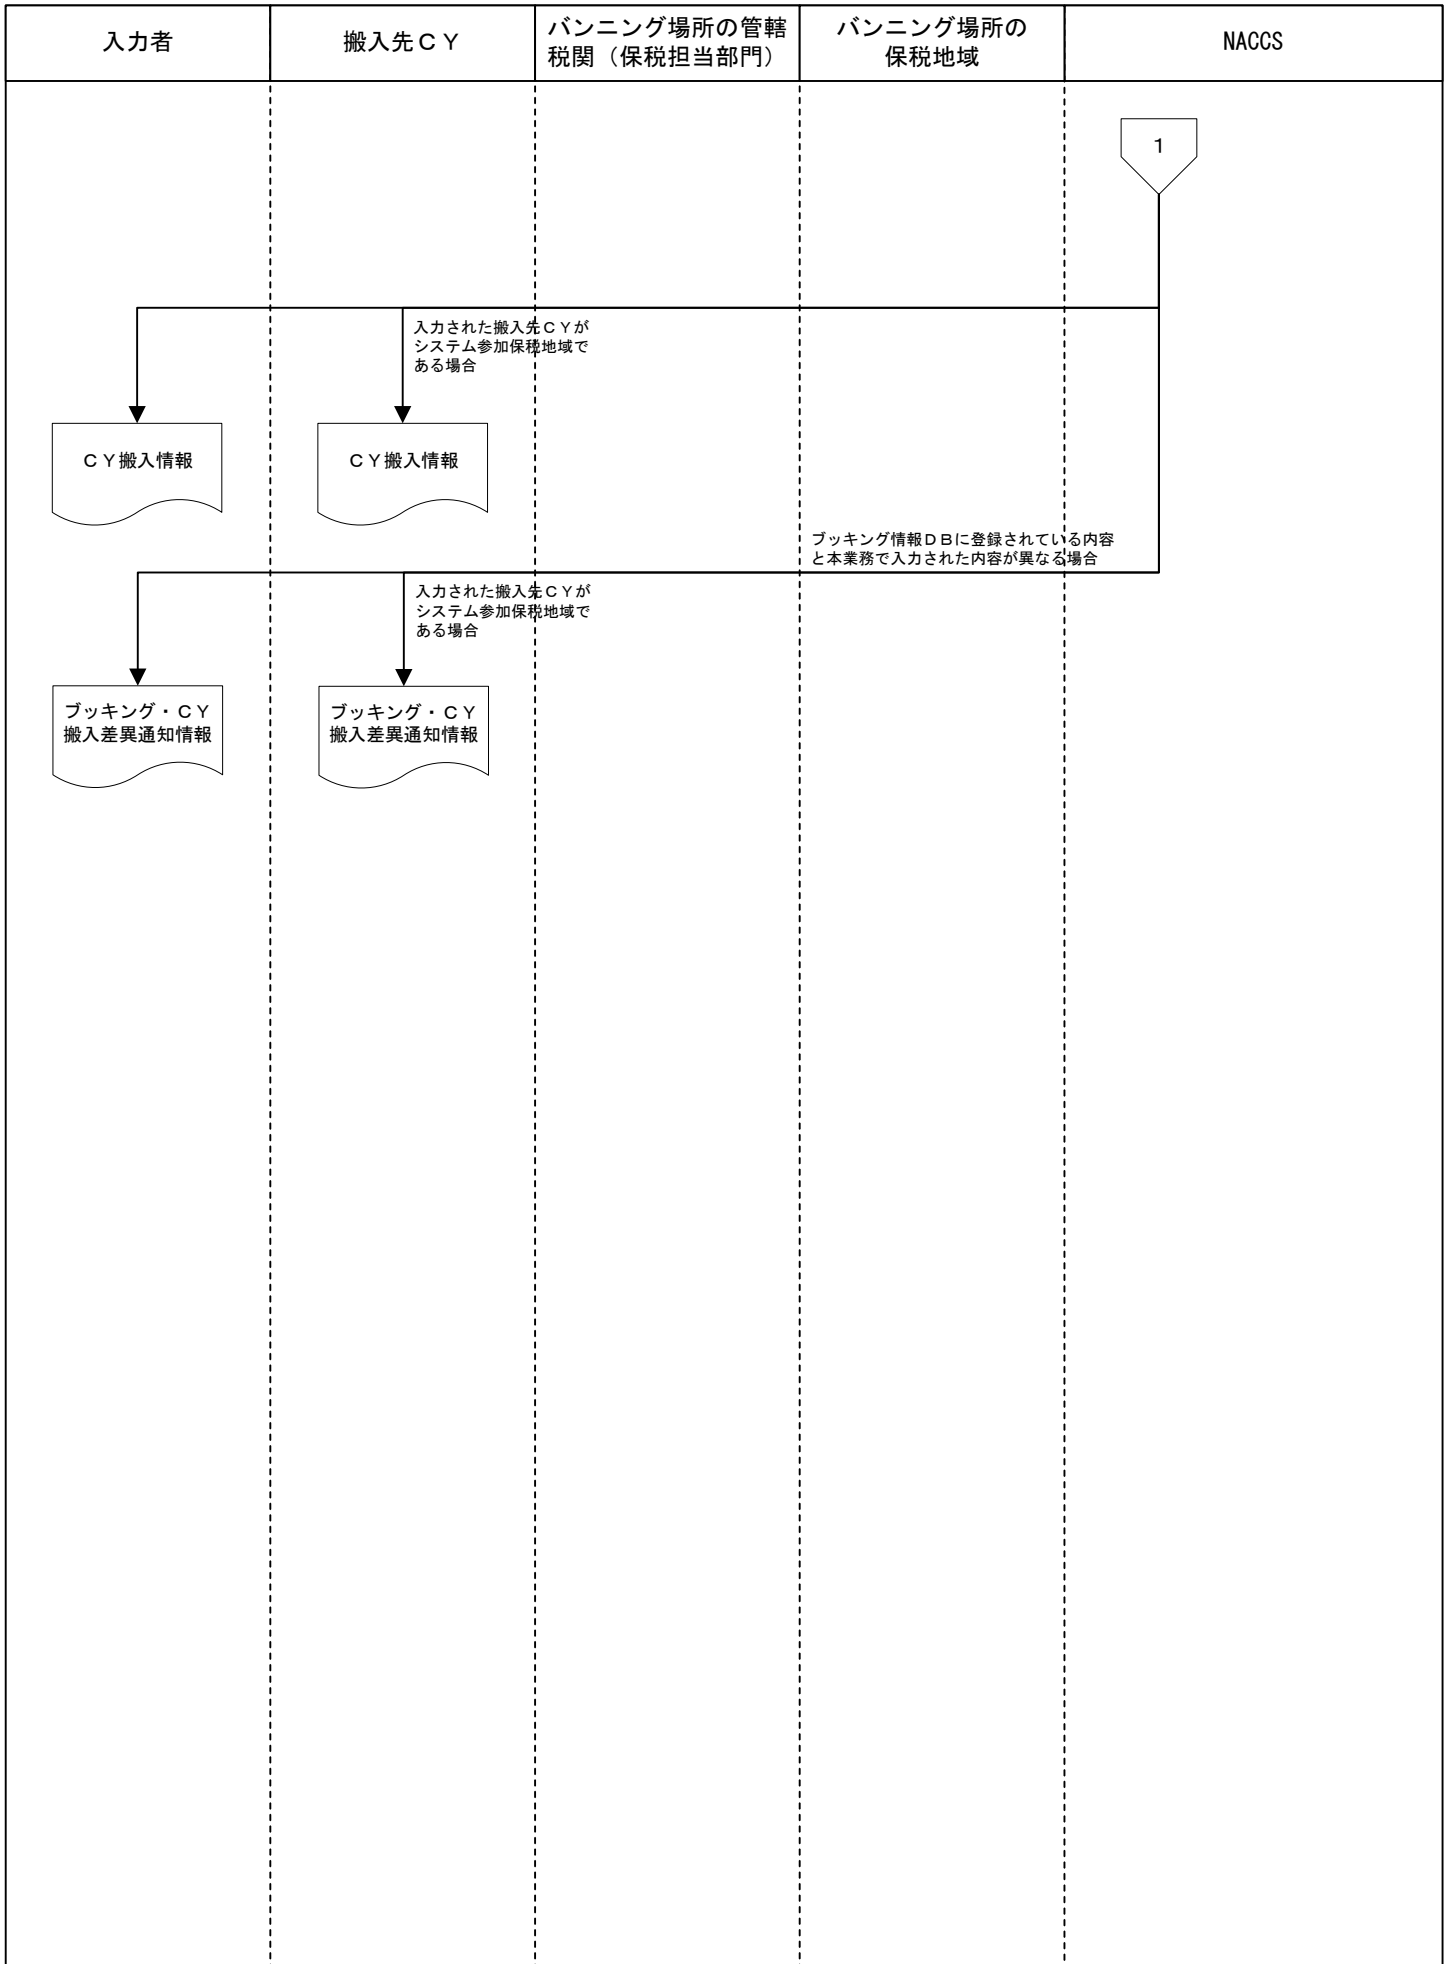 入力者
搬入先ＣＹ
バンニング場所の管轄
税関（保税担当部門）
バンニング場所の
保税地域
NACCS
１
入力された搬入先ＣＹが
システム参加保税地域で
ある場合
ＣＹ搬入情報
ＣＹ搬入情報
ブッキング情報ＤＢに登録されている内容
と本業務で入力された内容が異なる場合
入力された搬入先ＣＹが
システム参加保税地域で
ある場合
ブッキング・ＣＹ
搬入差異通知情報
ブッキング・ＣＹ
搬入差異通知情報